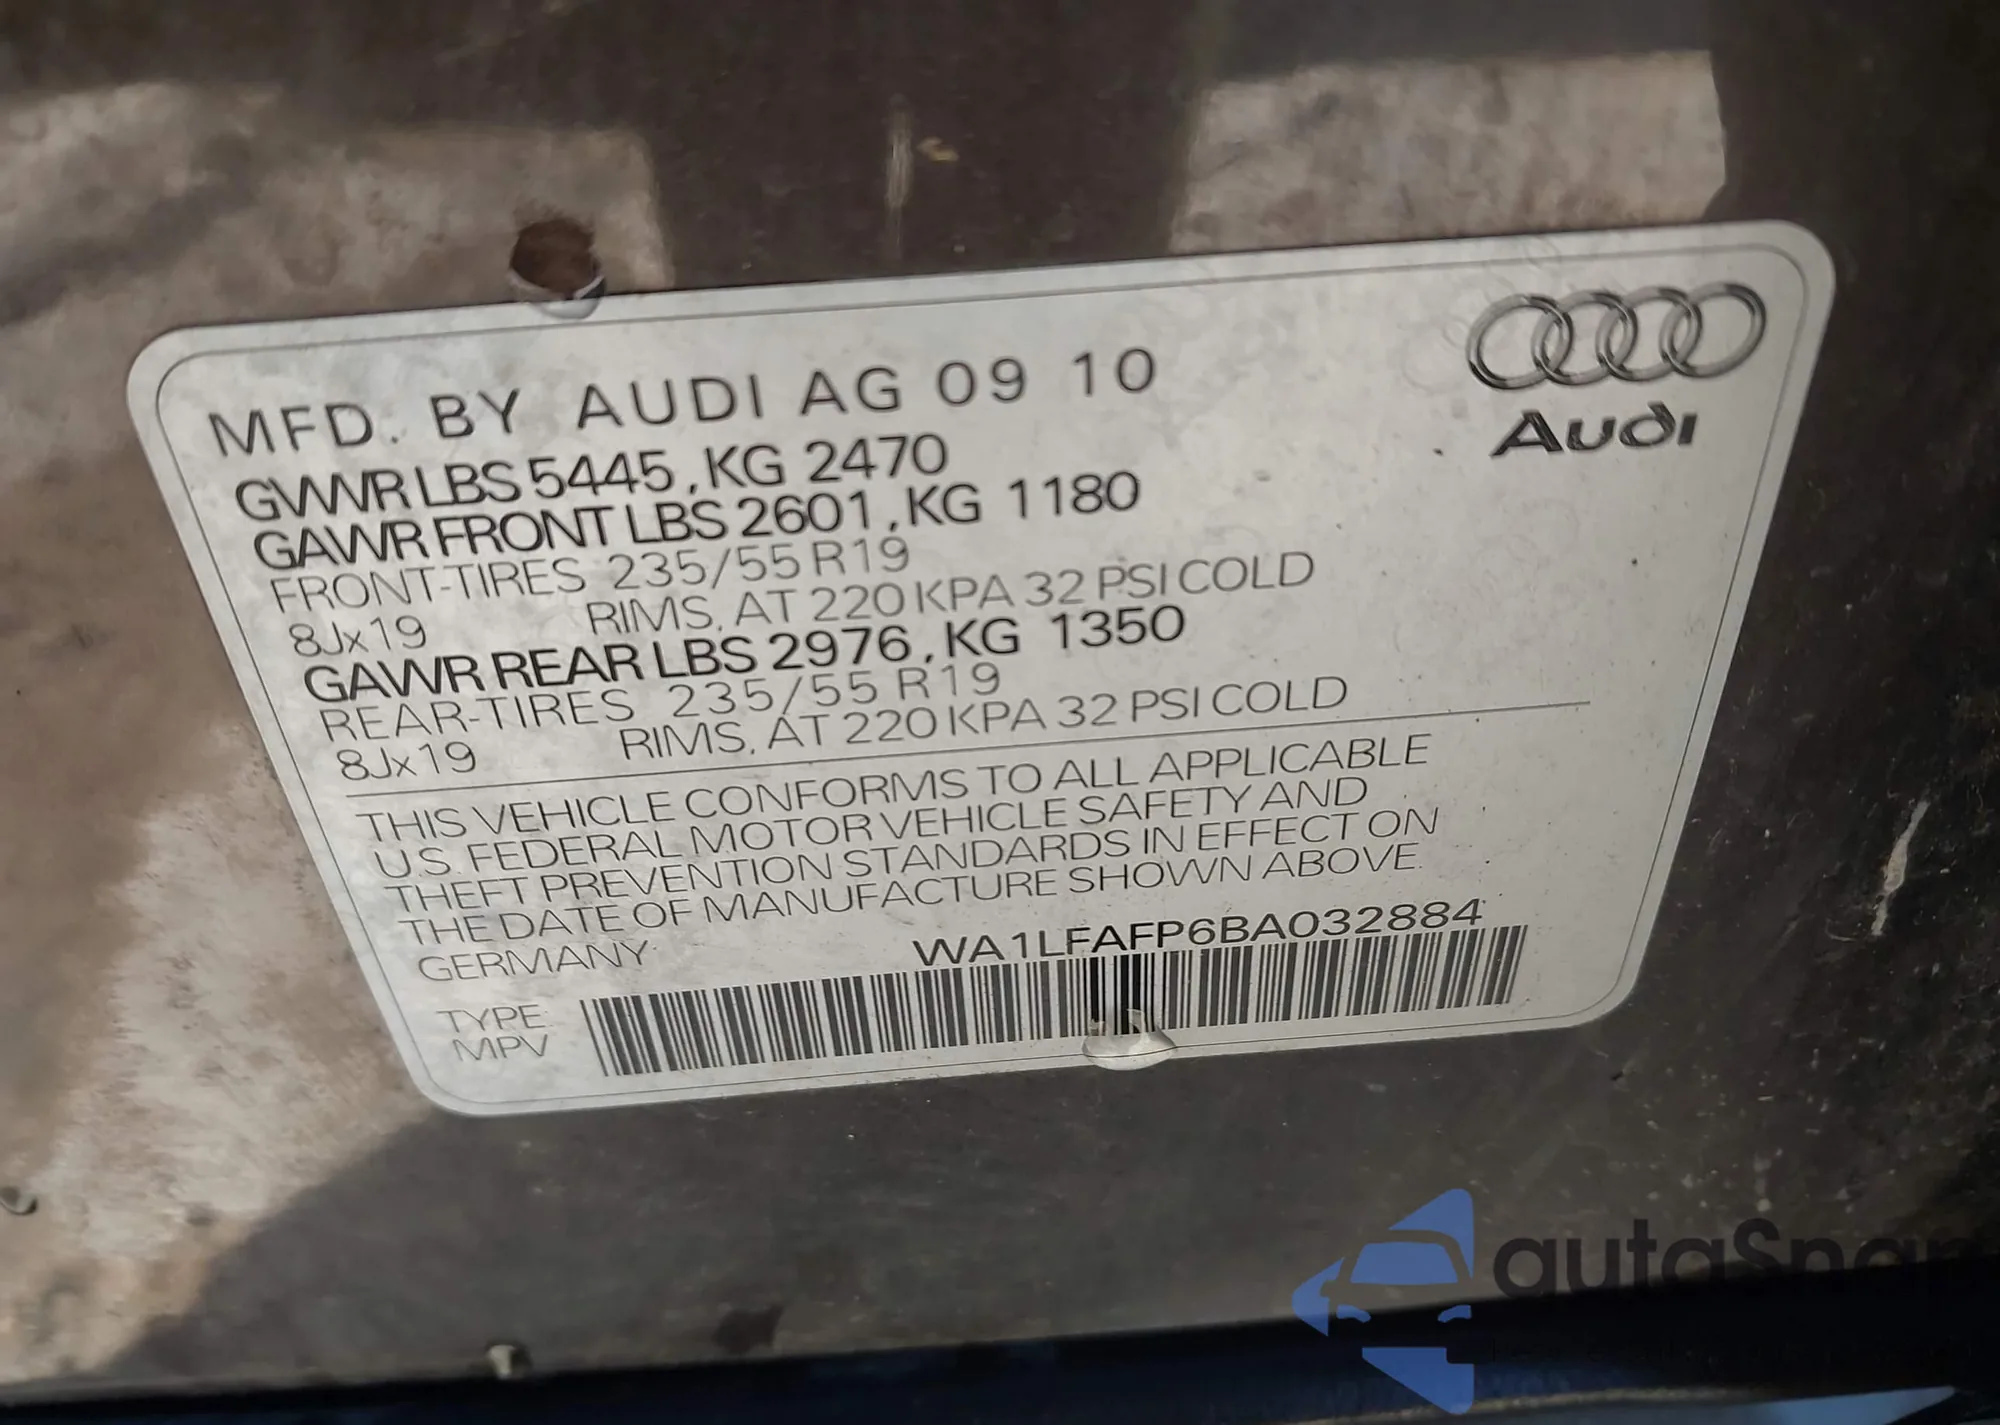 MFD. BY AUDI AG 09 10
Audi
GVWR LBS 5445, KG 2470
GAWR FRONT LBS 2601, KG 1180
FRONT-TIRES 235/55 R19
8Jx19 RIMS, AT 220 KPA 32 PSI COLD
GAWR REAR LBS 2976, KG 1350
REAR-TIRES 235/55 R19
8Jx19 RIMS, AT 220 KPA 32 PSI COLD
THIS VEHICLE CONFORMS TO ALL APPLICABLE
U.S. FEDERAL MOTOR VEHICLE SAFETY AND
THEFT PREVENTION STANDARDS IN EFFECT ON
THE DATE OF MANUFACTURE SHOWN ABOVE.
GERMANY WA1LFAFP6BA032884
TYPE:
MPV
autaSnap